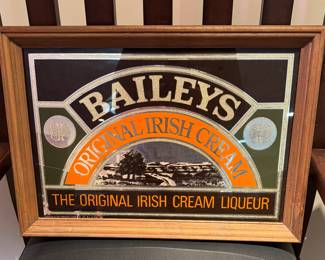 BAILEYS
ORIGINAL IRISH CREAM
THE ORIGINAL IRISH CREAM LIQUEUR